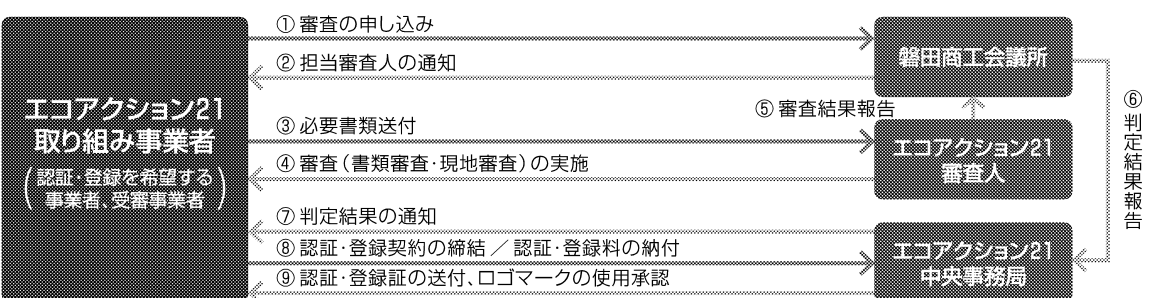 エコアクション21
取り組み事業者
(認証・登録を希望する
事業者、受審事業者)
①審査の申し込み
②担当審査人の通知
③必要書類送付
④審査(書類審査・現地審査)の実施
⑤審査結果報告
⑥判定結果報告
⑦判定結果の通知
⑧認証・登録契約の締結／認証・登録料の納付
⑨認証・登録証の送付、ロゴマークの使用承認
磐田商工会議所
エコアクション21
審査人
エコアクション21
中央事務局